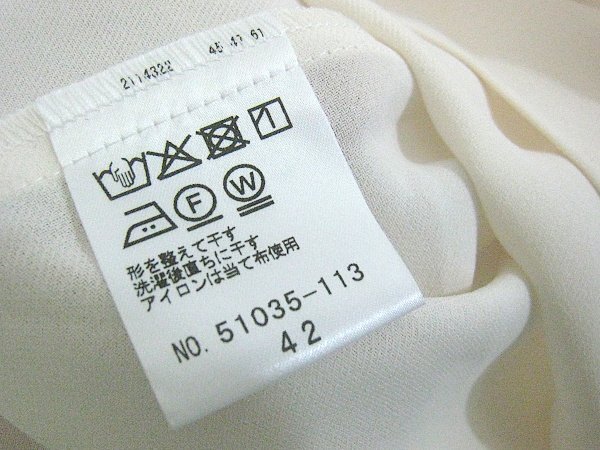 F W
形を整えて干す
洗濯後直ちに干す
アイロンは当て布使用
NO. 51035-113
42